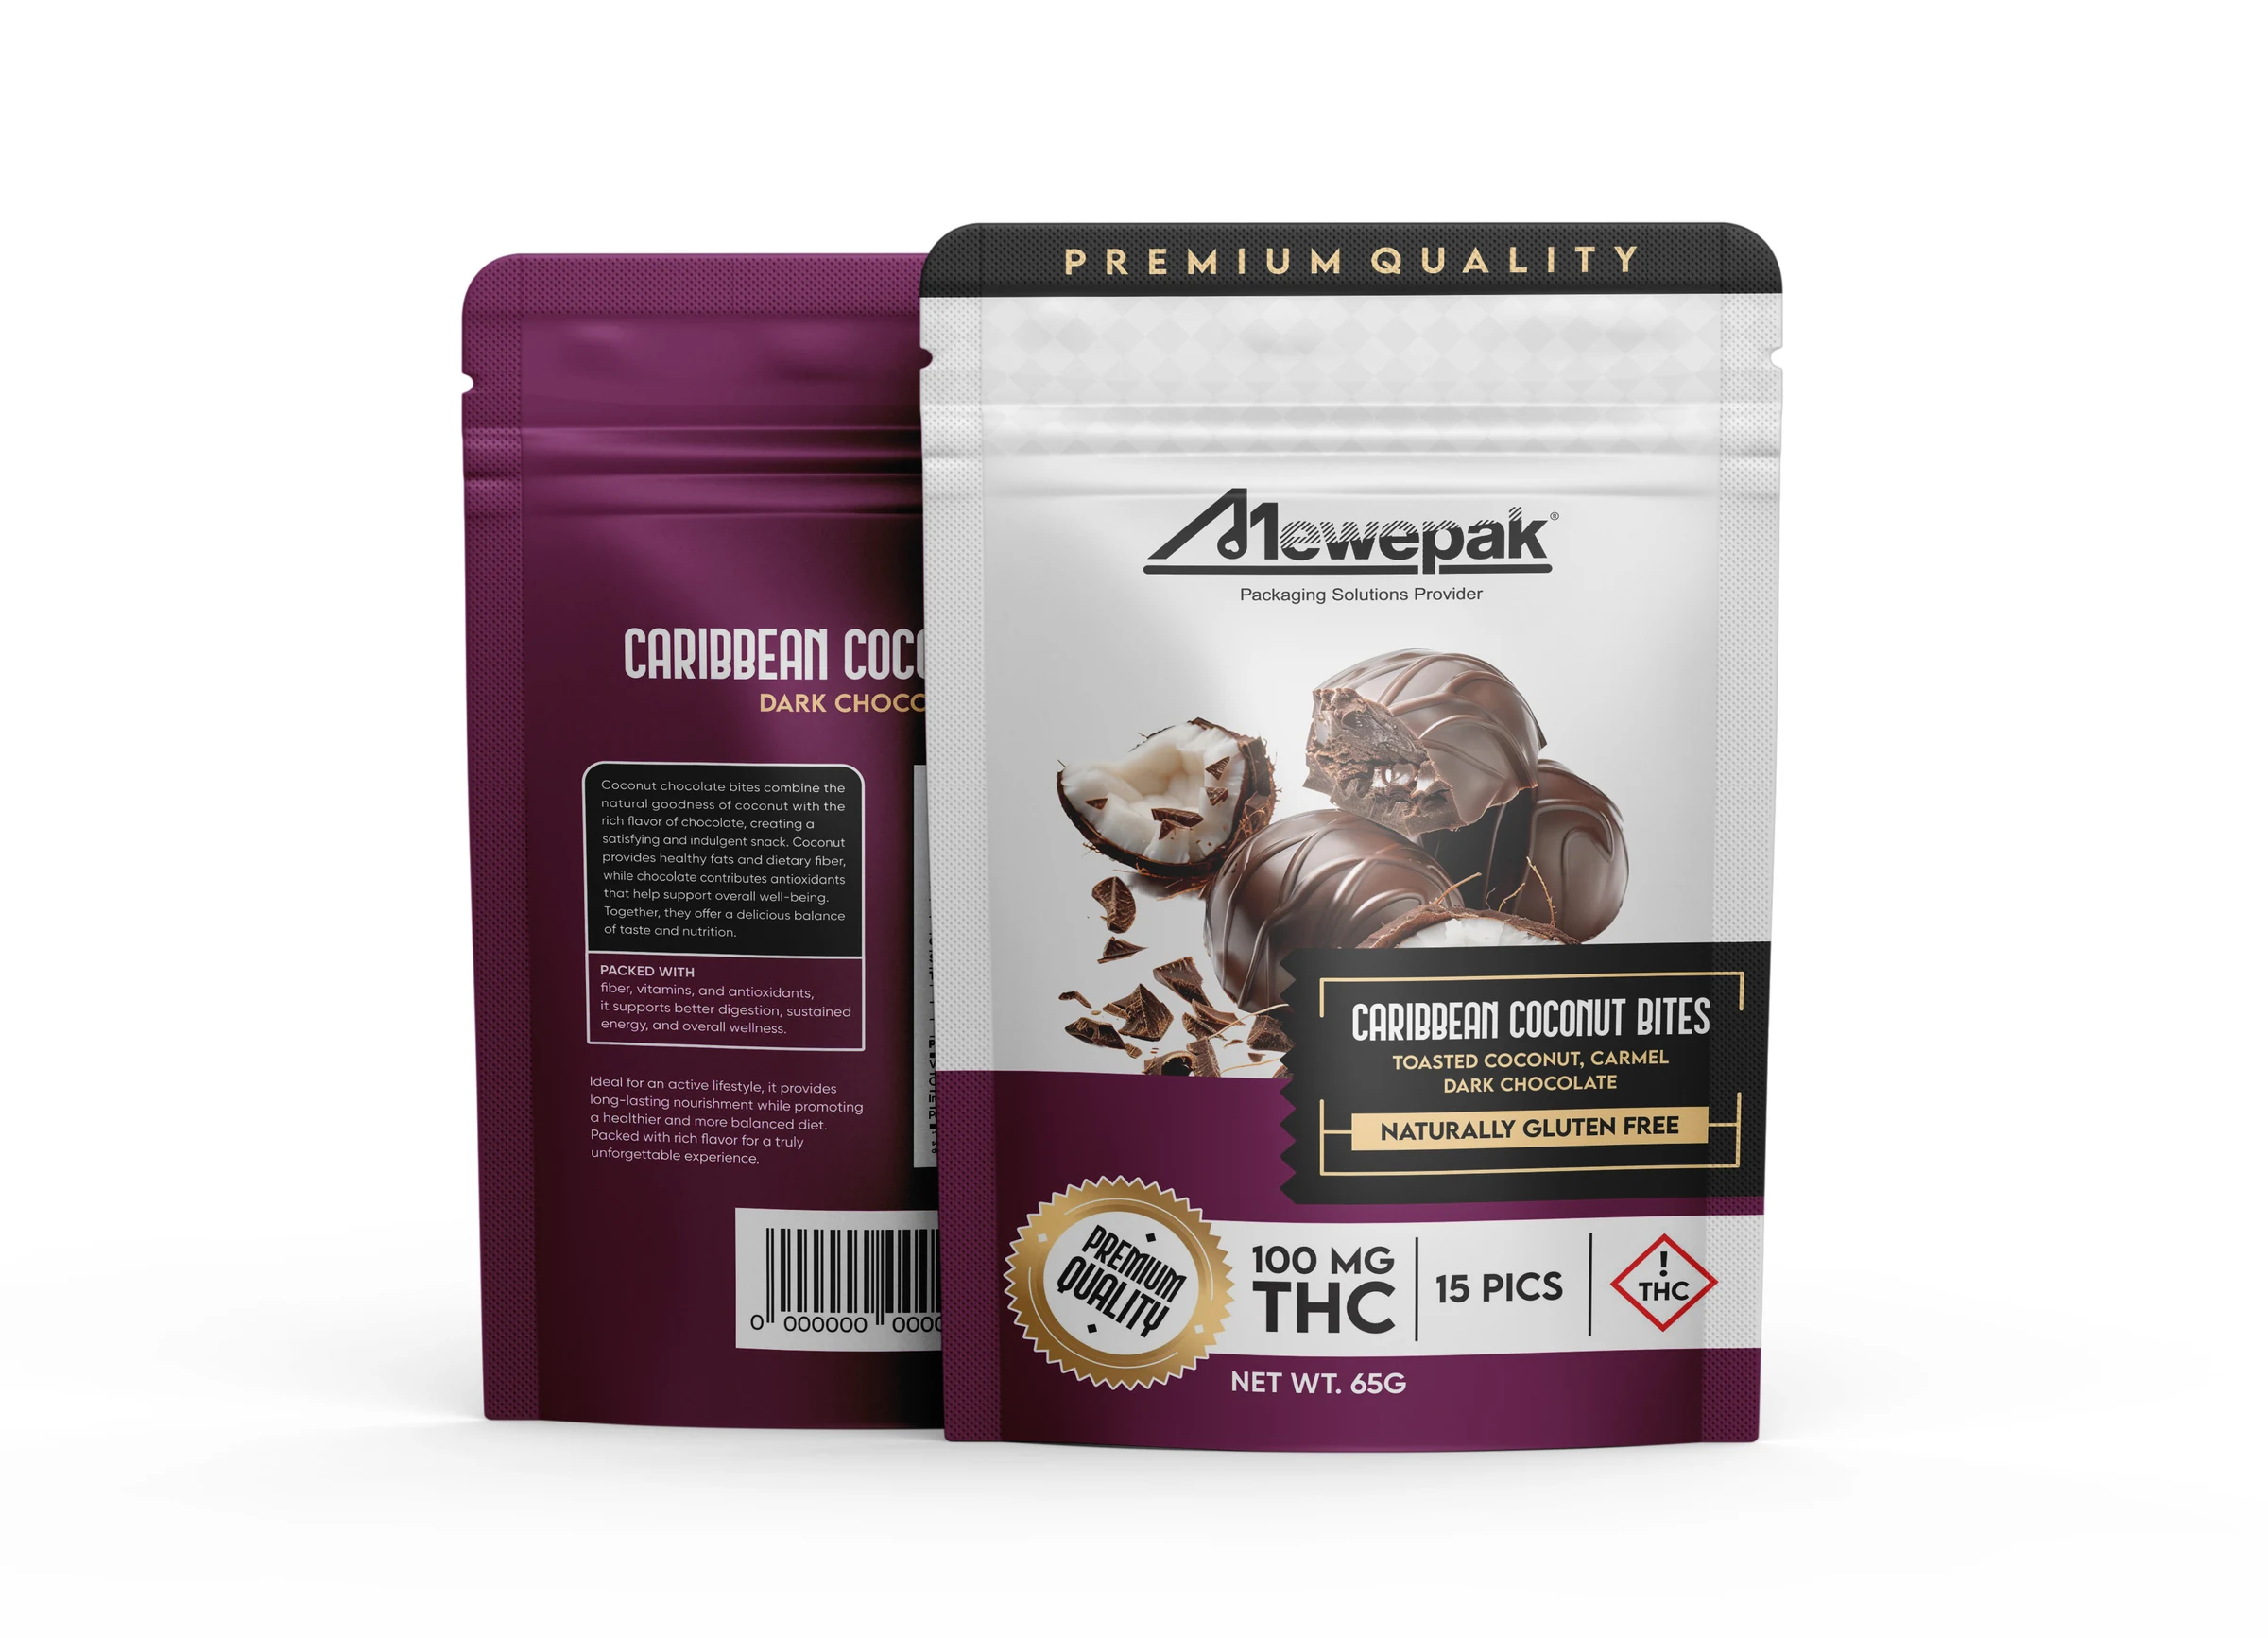 CARIBBEAN
DARK
Coconut chocolate bites combine the
natural goodness of coconut with the
rich flavor of chocolate, creating a
satisfying and indulgent snack. Coconut
provides healthy fats and dietary fiber,
while chocolate contributes antioxidants
that help support overall well-being.
Together, they offer a delicious balance
of taste and nutrition.
PACKED WITH
fiber, vitamins, and antioxidants,
it supports better digestion, sustained
energy, and overall wellness.
Ideal for an active lifestyle, it provides
long-lasting nourishment while promoting
a healthier and more balanced diet.
Packed with rich flavor for a truly
unforgettable experience.
0 000000
PREMIUM QUALITY
Mewepak®
Packaging Solutions Provider
CARIBBEAN COCONUT BITES
TOASTED COCONUT, CARMEL
DARK CHOCOLATE
NATURALLY GLUTEN FREE
PREMIUM
QUALITY
100 MG
THC
15 PICS
!
THC
NET WT. 65G